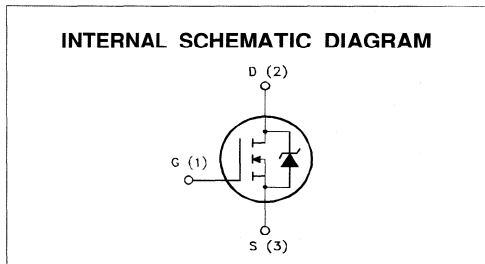 INTERNAL SCHEMATIC DIAGRAM
D (2)
G (1)
S (3)